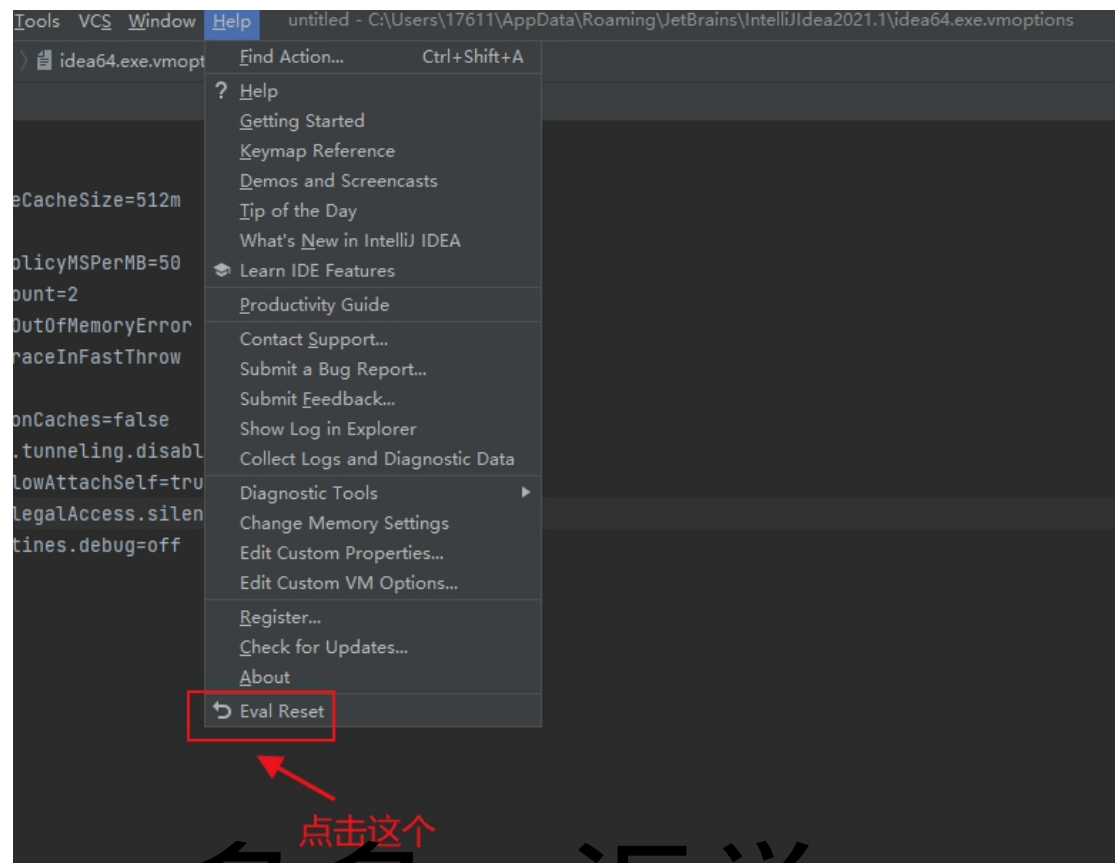 Tools VCS Window Help untitled - C:\Users\17611\AppData\Roaming\JetBrains\IntelliJIdea2021.1\idea64.exe.vmoptions
idea64.exe.vmopt
Find Action... Ctrl+Shift+A
? Help
Getting Started
Keymap Reference
Demos and Screencasts
eCacheSize=512m
Tip of the Day
What's New in IntelliJ IDEA
olicyMSPerMB=50
Learn IDE Features
ount=2
Productivity Guide
OutOfMemoryError
Contact Support...
raceInFastThrow
Submit a Bug Report...
Submit Feedback...
onCaches=false
Show Log in Explorer
.tunneling.disabl
Collect Logs and Diagnostic Data
lowAttachSelf=tru
Diagnostic Tools
legalAccess.silen
Change Memory Settings
tines.debug=off
Edit Custom Properties...
Edit Custom VM Options...
Register...
Check for Updates...
About
Eval Reset
点击这个